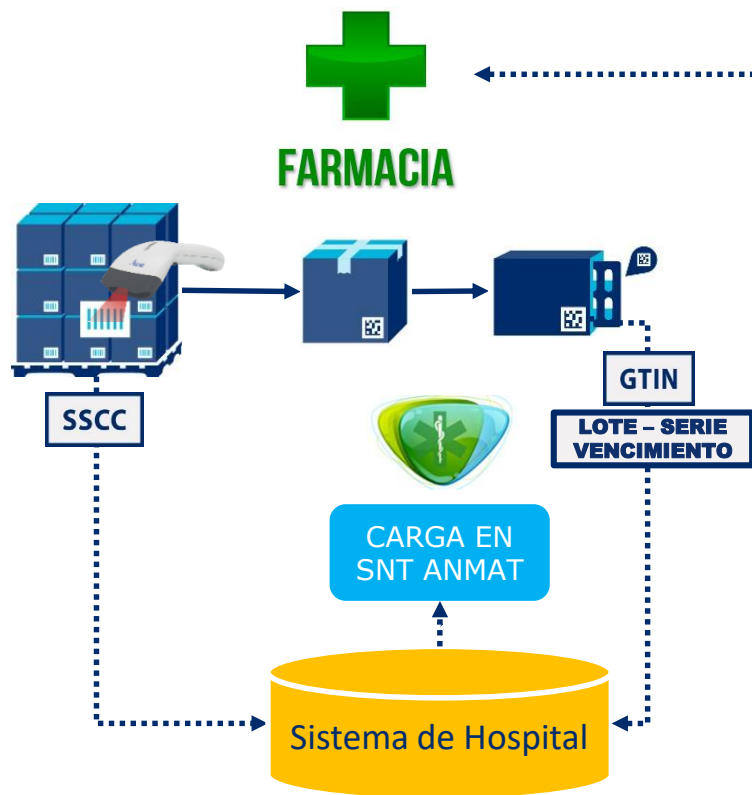 FARMACIA
SSCC
GTIN
LOTE – SERIE
VENCIMIENTO
CARGA EN
SNT ANMAT
Sistema de Hospital